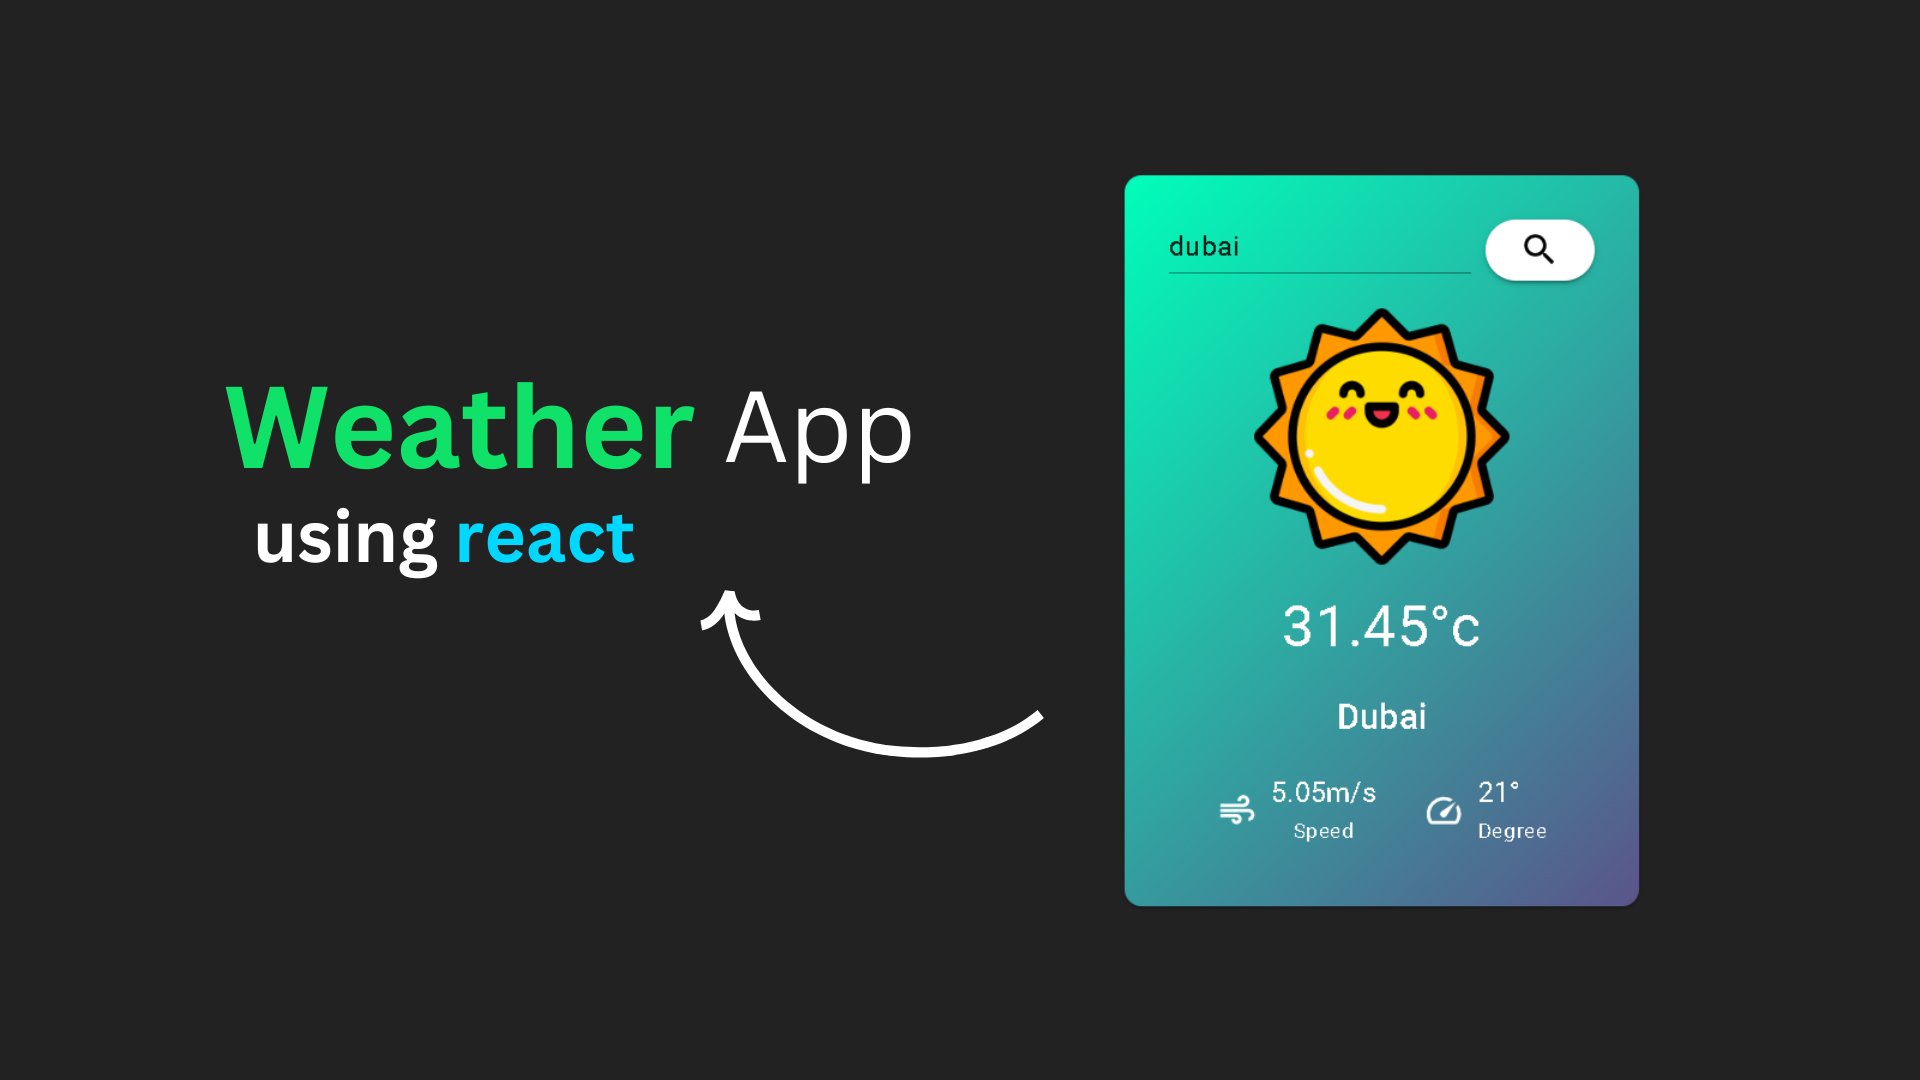 Weather App
using react
dubai
31.45°c
Dubai
5.05m/s
Speed
21°
Degree